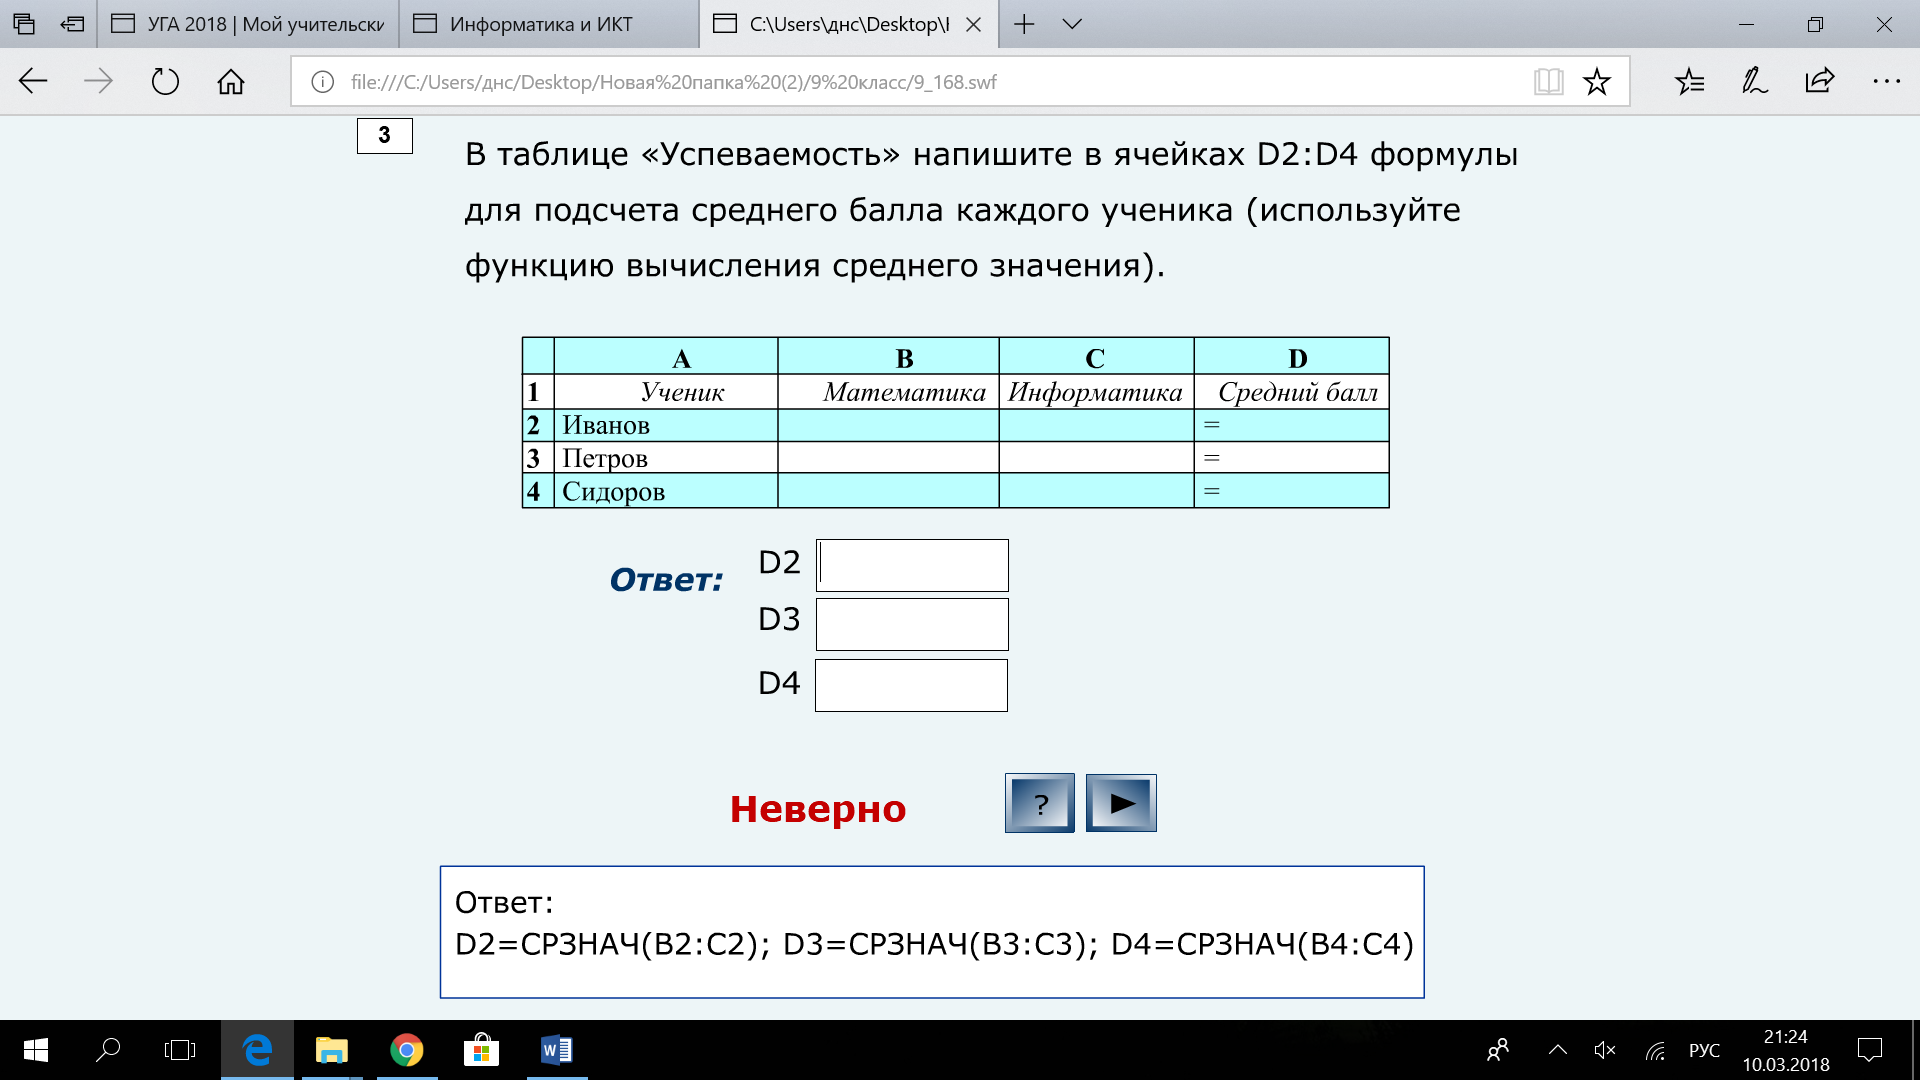 УГА 2018 | Мой учительски
Информатика и ИКТ
C:\Users\днс\Desktop\
file:///C:/Users/днс/Desktop/Новая%20папка%20(2)/9%20класс/9_168.swf
3
В таблице «Успеваемость» напишите в ячейках D2:D4 формулы
для подсчета среднего балла каждого ученика (используйте
функцию вычисления среднего значения).
A B C D
1 Ученик Математика Информатика Средний балл
2 Иванов =
3 Петров =
4 Сидоров =
Ответ:
D2
D3
D4
Неверно
?
Ответ:
D2=СРЗНАЧ(B2:C2); D3=СРЗНАЧ(B3:C3); D4=СРЗНАЧ(B4:C4)
РУС
21:24
10.03.2018